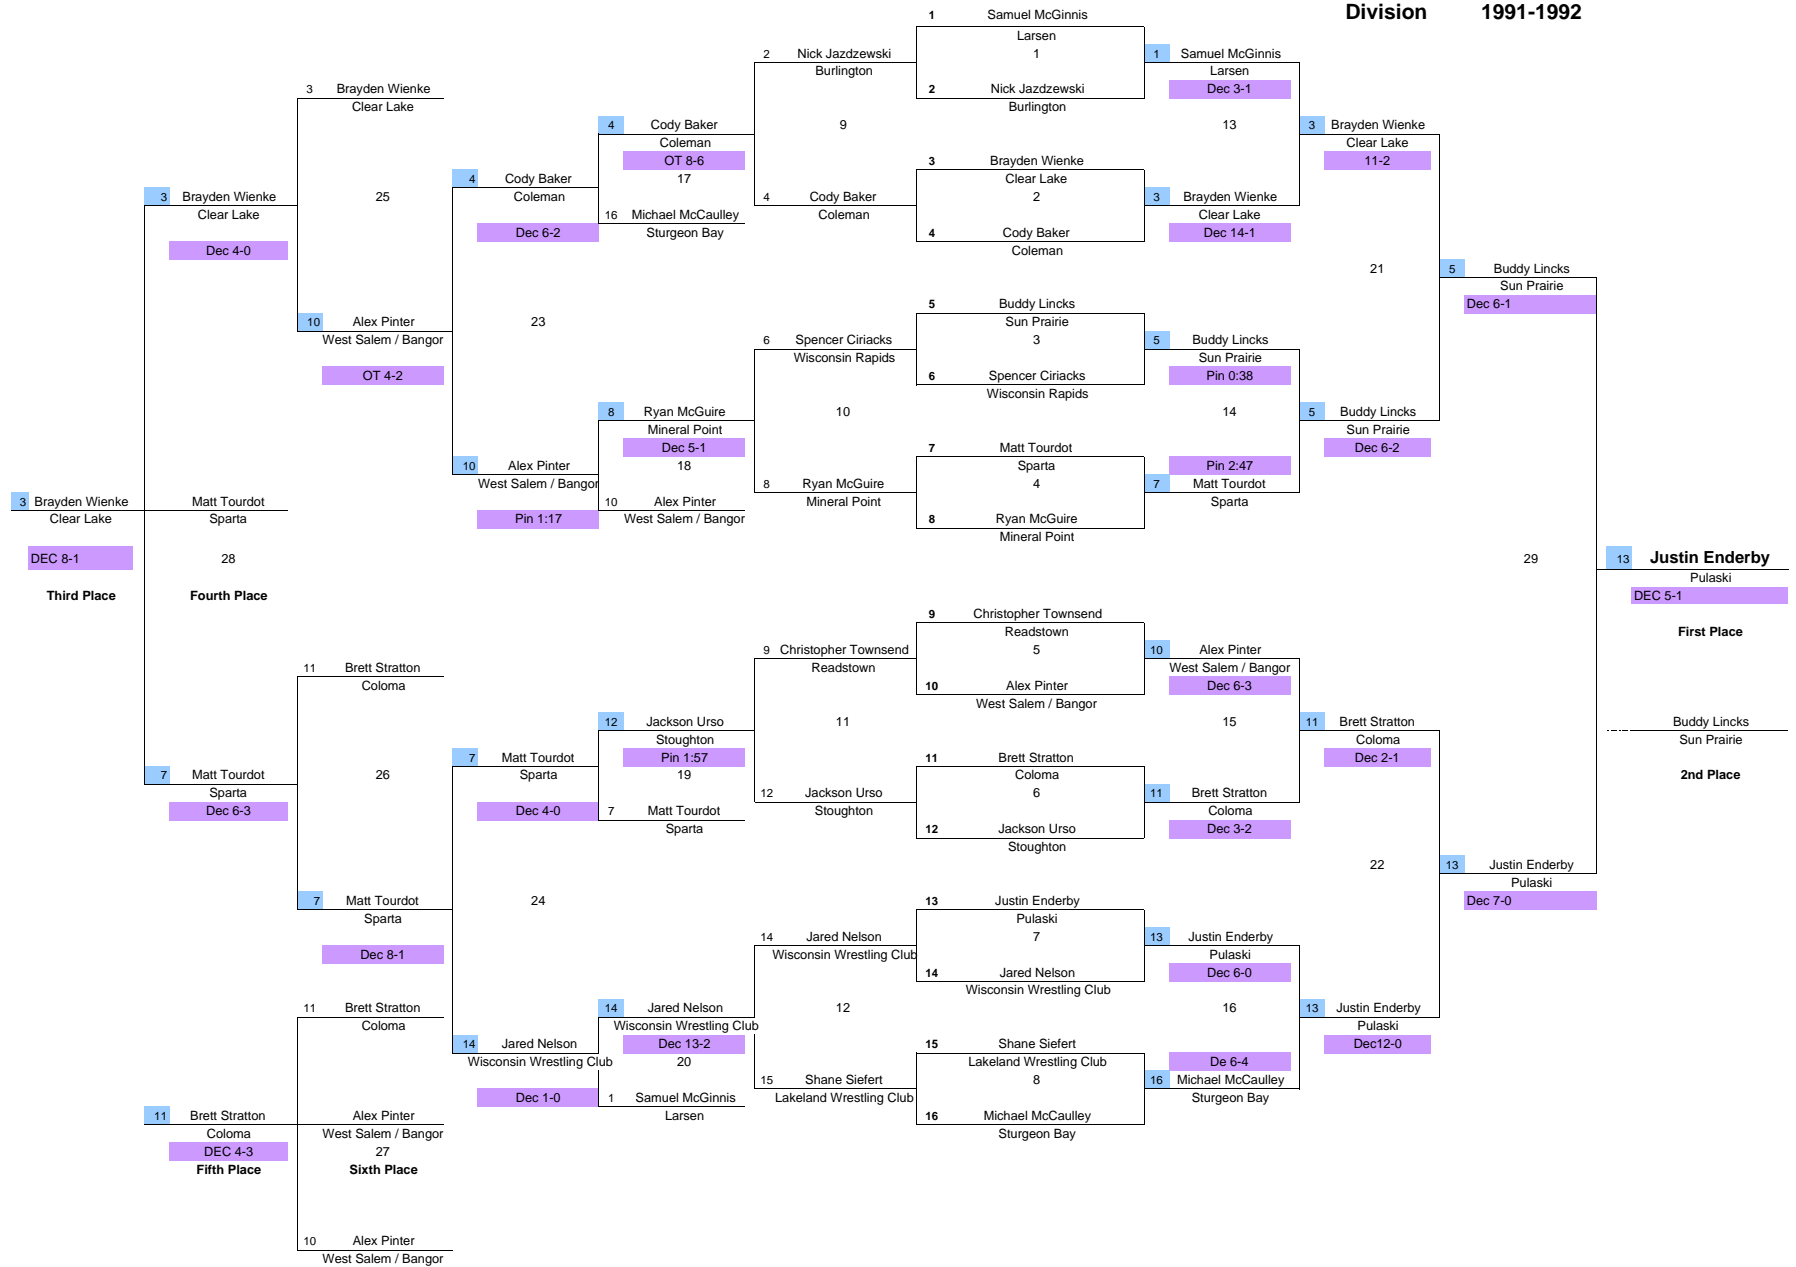 Division 1991-1992
1 Samuel McGinnis
Larsen
2 Nick Jazdzewski 1 1 Samuel McGinnis
Burlington Larsen
3 Brayden Wienke 2 Nick Jazdzewski Dec 3-1
Clear Lake Burlington
4 Cody Baker 9 13 3 Brayden Wienke
Coleman Clear Lake
OT 8-6 3 Brayden Wienke 11-2
4 Cody Baker 17 Clear Lake
3 Brayden Wienke 25 Coleman 4 Cody Baker 2 3 Brayden Wienke
Clear Lake 16 Michael McCaulley Coleman Clear Lake
Dec 6-2 Sturgeon Bay 4 Cody Baker Dec 14-1
Dec 4-0 Coleman
21 5 Buddy Lincks
Sun Prairie
5 Buddy Lincks Dec 6-1
10 Alex Pinter 23 Sun Prairie
West Salem / Bangor 6 Spencer Ciriacks 3 5 Buddy Lincks
Wisconsin Rapids Sun Prairie
OT 4-2 6 Spencer Ciriacks Pin 0:38
Wisconsin Rapids
8 Ryan McGuire 10 14 5 Buddy Lincks
Mineral Point Sun Prairie
Dec 5-1 7 Matt Tourdot Dec 6-2
10 Alex Pinter 18 Sparta Pin 2:47
West Salem / Bangor 8 Ryan McGuire 4 7 Matt Tourdot
3 Brayden Wienke Matt Tourdot 10 Alex Pinter Mineral Point Sparta
Clear Lake Sparta Pin 1:17 West Salem / Bangor 8 Ryan McGuire
Mineral Point
DEC 8-1 28 29 13 Justin Enderby
Pulaski
Third Place Fourth Place DEC 5-1
9 Christopher Townsend
Readstown First Place
9 Christopher Townsend 5 10 Alex Pinter
11 Brett Stratton Readstown West Salem / Bangor
Coloma 10 Alex Pinter Dec 6-3
West Salem / Bangor
12 Jackson Urso 11 15 11 Brett Stratton Buddy Lincks
Stoughton Coloma Sun Prairie
7 Matt Tourdot Pin 1:57 11 Brett Stratton Dec 2-1
7 Matt Tourdot 26 Sparta 19 Coloma 2nd Place
Sparta 12 Jackson Urso 6 11 Brett Stratton
Dec 6-3 Dec 4-0 7 Matt Tourdot Stoughton Coloma
Sparta 12 Jackson Urso Dec 3-2
Stoughton
22 13 Justin Enderby
Pulaski
7 Matt Tourdot 24 13 Justin Enderby Dec 7-0
Sparta Pulaski
14 Jared Nelson 7 13 Justin Enderby
Dec 8-1 Wisconsin Wrestling Club Pulaski
14 Jared Nelson Dec 6-0
Wisconsin Wrestling Club
11 Brett Stratton 14 Jared Nelson 12 16 13 Justin Enderby
Coloma Wisconsin Wrestling Club Pulaski
14 Jared Nelson Dec 13-2 15 Shane Siefert Dec12-0
Wisconsin Wrestling Club 20 Lakeland Wrestling Club De 6-4
15 Shane Siefert 8 16 Michael McCaulley
Dec 1-0 1 Samuel McGinnis Lakeland Wrestling Club Sturgeon Bay
11 Brett Stratton Alex Pinter Larsen 16 Michael McCaulley
Coloma West Salem / Bangor Sturgeon Bay
DEC 4-3 27
Fifth Place Sixth Place
10 Alex Pinter
West Salem / Bangor